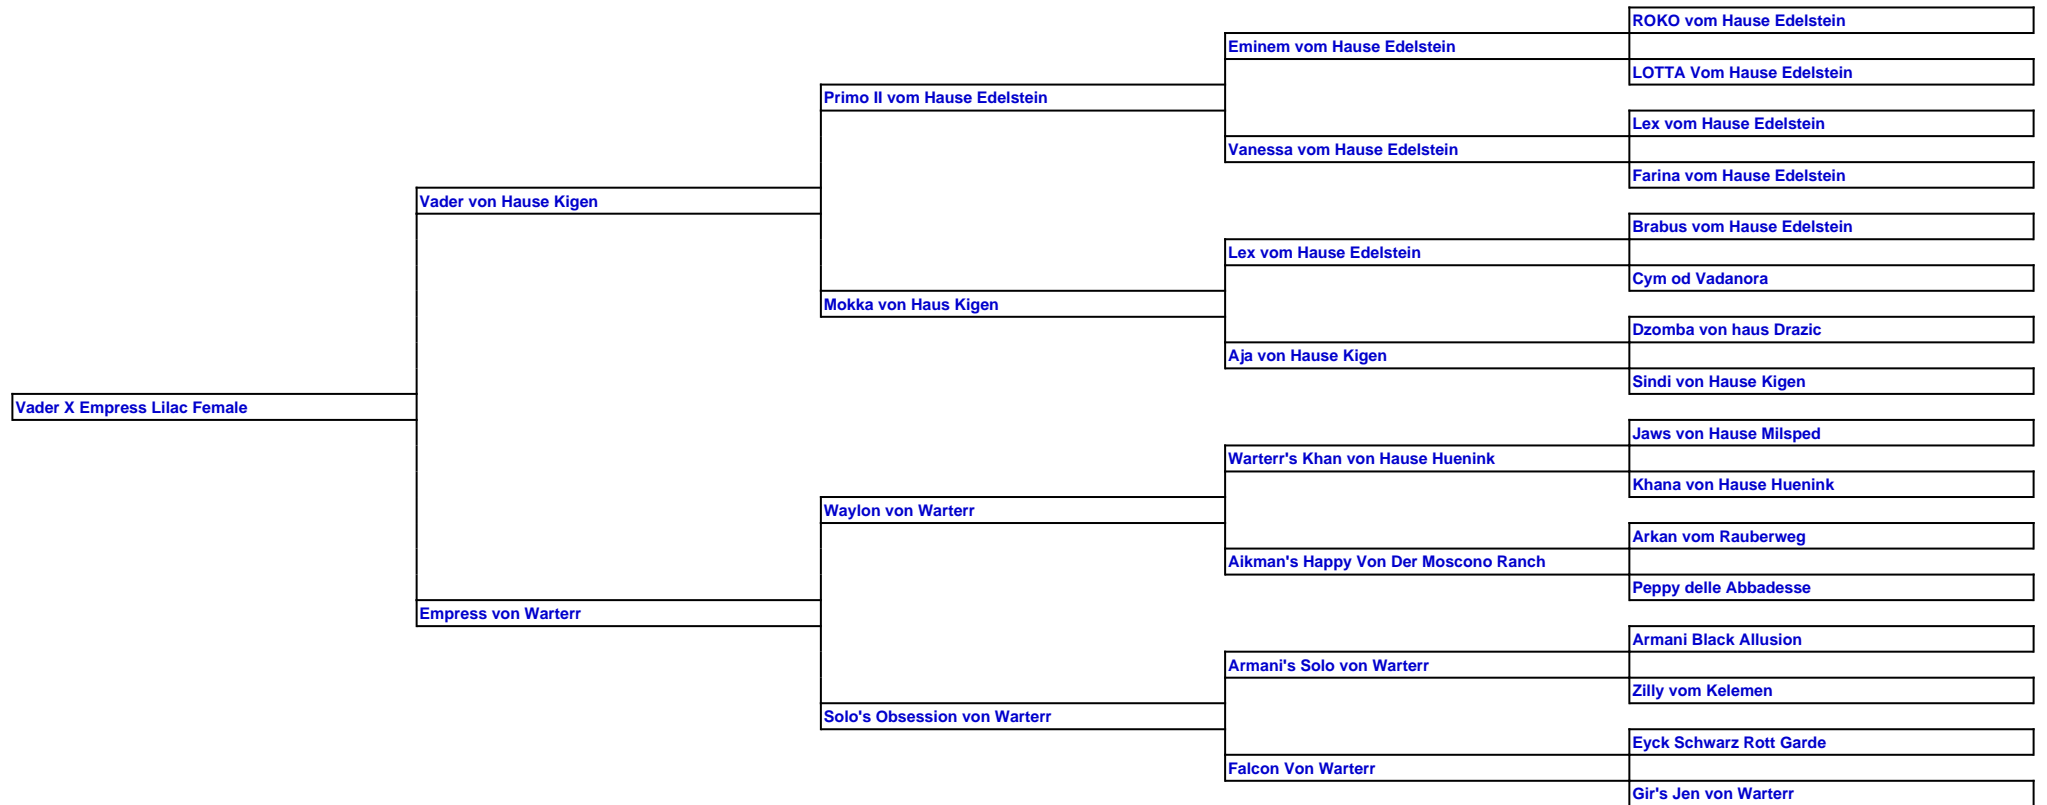 ROKO vom Hause Edelstein
Eminem vom Hause Edelstein
LOTTA Vom Hause Edelstein
Primo II vom Hause Edelstein
Lex vom Hause Edelstein
Vanessa vom Hause Edelstein
Farina vom Hause Edelstein
Vader von Hause Kigen
Brabus vom Hause Edelstein
Lex vom Hause Edelstein
Cym od Vadanora
Mokka von Haus Kigen
Dzomba von haus Drazic
Aja von Hause Kigen
Sindi von Hause Kigen
Vader X Empress Lilac Female
Jaws von Hause Milsped
Warterr's Khan von Hause Huenink
Khana von Hause Huenink
Waylon von Warterr
Arkan vom Rauberweg
Aikman's Happy Von Der Moscono Ranch
Peppy delle Abbadesse
Empress von Warterr
Armani Black Allusion
Armani's Solo von Warterr
Zilly vom Kelemen
Solo's Obsession von Warterr
Eyck Schwarz Rott Garde
Falcon Von Warterr
Gir's Jen von Warterr